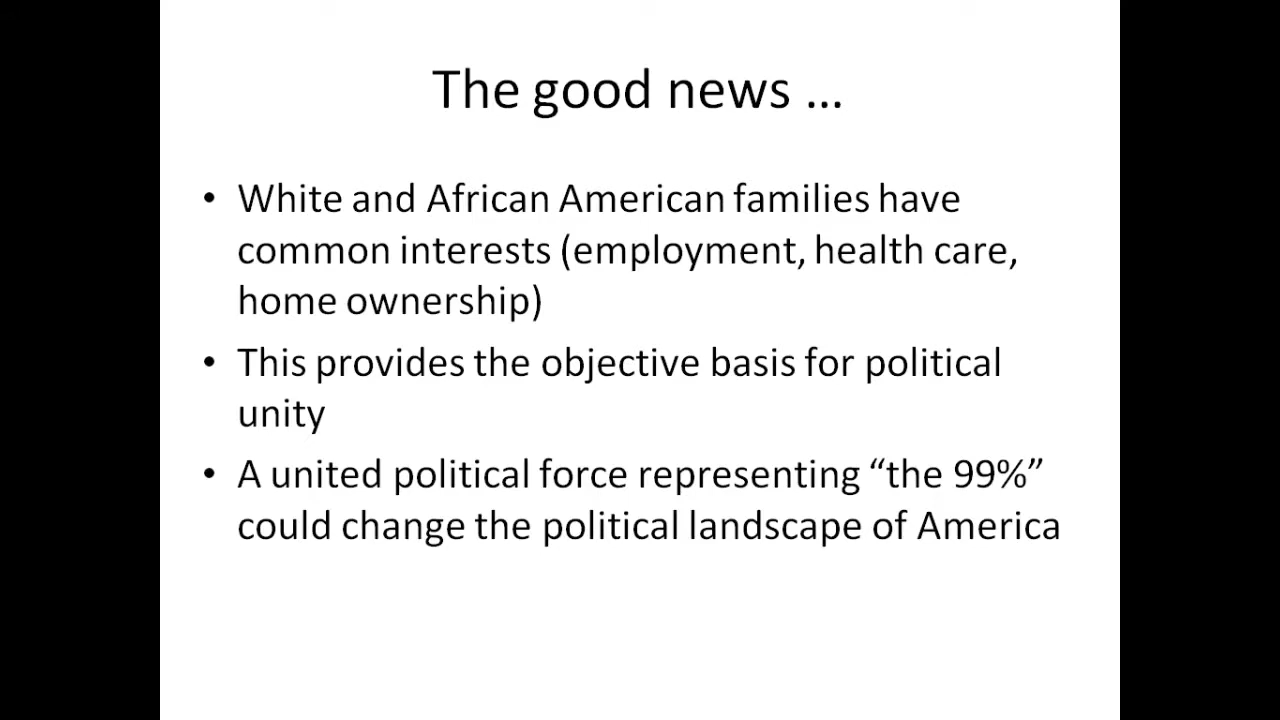 The good news …
• White and African American families have
common interests (employment, health care,
home ownership)
• This provides the objective basis for political
unity
• A united political force representing “the 99%”
could change the political landscape of America